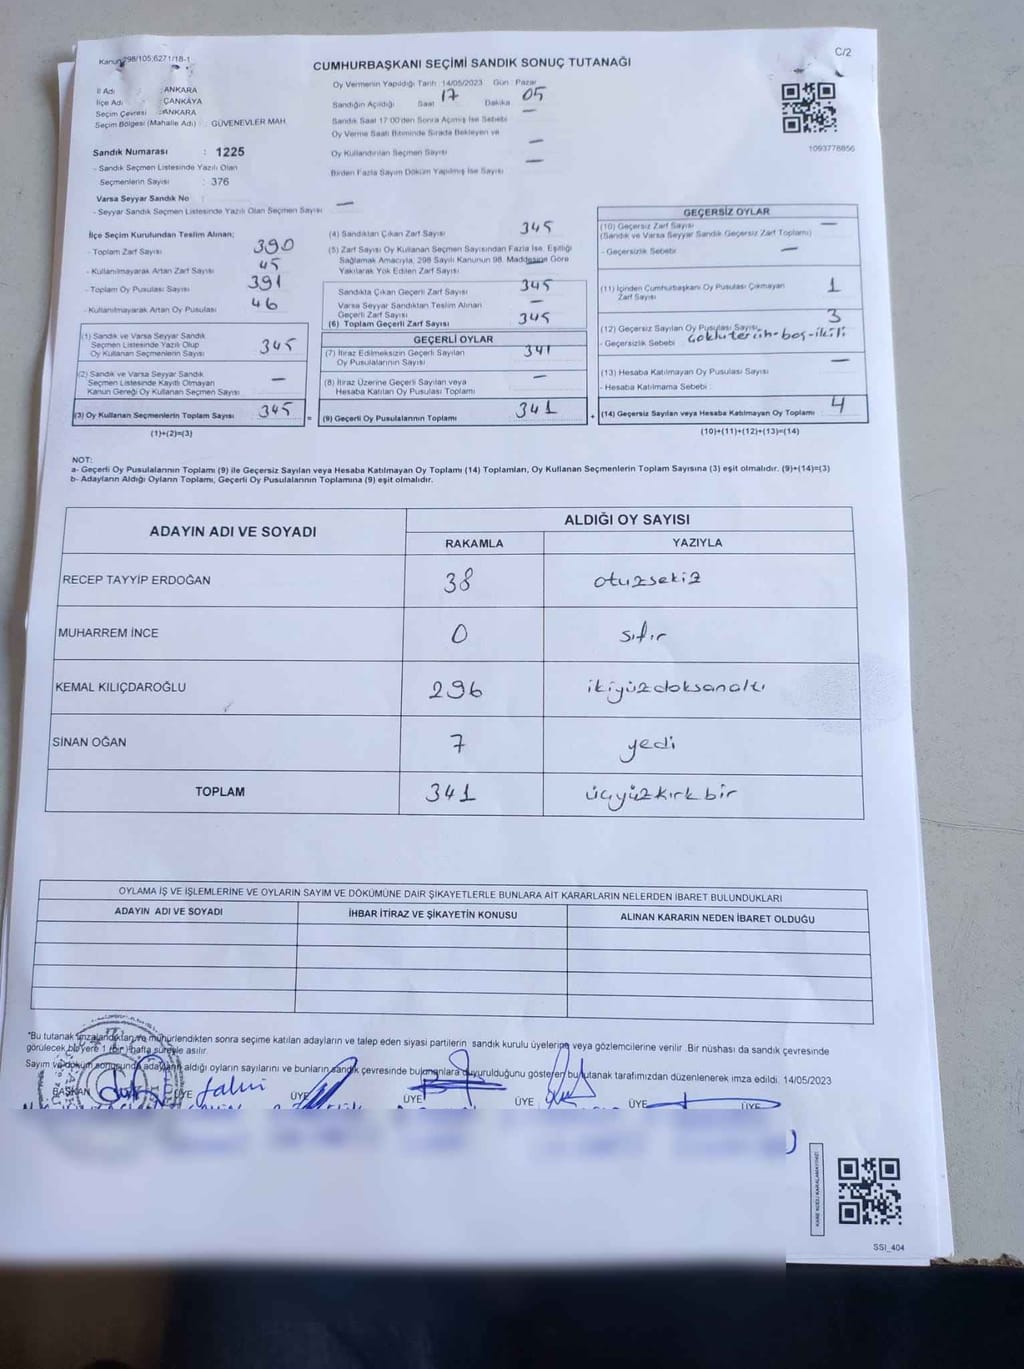 Kanun 298/105;6271/18-1
C/2
CUMHURBAŞKANI SEÇİMİ SANDIK SONUÇ TUTANAĞI
İl Adı : ANKARA
İlçe Adı : ÇANKAYA
Seçim Çevresi : ANKARA
Seçim Bölgesi (Mahalle Adı) : GÜVENEVLER MAH.
Sandık Numarası : 1225
- Sandık Seçmen Listesinde Yazılı Olan
Seçmenlerin Sayısı : 376
Varsa Seyyar Sandık No :
- Seyyar Sandık Seçmen Listesinde Yazılı Olan Seçmen Sayısı —
Oy Vermenin Yapıldığı Tarih 14/05/2023 Gün Pazar
Sandığın Açıldığı Saat 17 Dakika 05
Sandık Saat 17:00'den Sonra Açılmış İse Sebebi —
Oy Verme Saati Bitiminde Sırada Bekleyen ve
Oy Kullandırılan Seçmen Sayısı —
Birden Fazla Sayım Döküm Yapılmış İse Sayısı —
1093778856
İlçe Seçim Kurulundan Teslim Alınan;
- Toplam Zarf Sayısı 390
- Kullanılmayarak Artan Zarf Sayısı 45
- Toplam Oy Pusulası Sayısı 391
- Kullanılmayarak Artan Oy Pusulası 46
(1) Sandık ve Varsa Seyyar Sandık
Seçmen Listesinde Yazılı Olup
Oy Kullanan Seçmenlerin Sayısı 345
(2) Sandık ve Varsa Seyyar Sandık
Seçmen Listesinde Kayıtlı Olmayan
Kanun Gereği Oy Kullanan Seçmen Sayısı —
(3) Oy Kullanan Seçmenlerin Toplam Sayısı 345 =
(1)+(2)=(3)
(4) Sandıktan Çıkan Zarf Sayısı 345
(5) Zarf Sayısı Oy Kullanan Seçmen Sayısından Fazla İse, Eşitliği
Sağlamak Amacıyla, 298 Sayılı Kanunun 98. Maddesine Göre
Yakılarak Yok Edilen Zarf Sayısı —
Sandıkta Çıkan Geçerli Zarf Sayısı 345
Varsa Seyyar Sandıktan Teslim Alınan
Geçerli Zarf Sayısı —
(6) Toplam Geçerli Zarf Sayısı 345
GEÇERLİ OYLAR
(7) İtiraz Edilmeksizin Geçerli Sayılan
Oy Pusulalarının Sayısı 341
(8) İtiraz Üzerine Geçerli Sayılan veya
Hesaba Katılan Oy Pusulası Toplamı —
(9) Geçerli Oy Pusulalarının Toplamı 341 +
GEÇERSİZ OYLAR
(10) Geçersiz Zarf Sayısı —
(Sandık ve Varsa Seyyar Sandık Geçersiz Zarf Toplamı)
- Geçersizlik Sebebi —
(11) İçinden Cumhurbaşkanı Oy Pusulası Çıkmayan
Zarf Sayısı 1
(12) Geçersiz Sayılan Oy Pusulası Sayısı 3
- Geçersizlik Sebebi Çoklu tercih-boş-ikili
(13) Hesaba Katılmayan Oy Pusulası Sayısı —
- Hesaba Katılmama Sebebi :
(14) Geçersiz Sayılan veya Hesaba Katılmayan Oy Toplamı 4
(10)+(11)+(12)+(13)=(14)
NOT:
a- Geçerli Oy Pusulalarının Toplamı (9) ile Geçersiz Sayılan veya Hesaba Katılmayan Oy Toplamı (14) Toplamları, Oy Kullanan Seçmenlerin Toplam Sayısına (3) eşit olmalıdır. (9)+(14)=(3)
b- Adayların Aldığı Oyların Toplamı, Geçerli Oy Pusulalarının Toplamına (9) eşit olmalıdır.
ADAYIN ADI VE SOYADI ALDIĞI OY SAYISI
RAKAMLA YAZIYLA
RECEP TAYYİP ERDOĞAN 38 otuzsekiz
MUHARREM İNCE 0 sıfır
KEMAL KILIÇDAROĞLU 296 ikiyüzdoksanaltı
SİNAN OĞAN 7 yedi
TOPLAM 341 üçyüzkırkbir
OYLAMA İŞ VE İŞLEMLERİNE VE OYLARIN SAYIM VE DÖKÜMÜNE DAİR ŞİKAYETLERLE BUNLARA AİT KARARLARIN NELERDEN İBARET BULUNDUKLARI
ADAYIN ADI VE SOYADI İHBAR İTİRAZ VE ŞİKAYETİN KONUSU ALINAN KARARIN NEDEN İBARET OLDUĞU
*Bu tutanak imzalandıktan ve mühürlendikten sonra seçime katılan adayların ve talep eden siyasi partilerin sandık kurulu üyelerine veya gözlemcilerine verilir .Bir nüshası da sandık çevresinde
görülecek bir yere 1 (bir) hafta süreyle asılır.
Sayım ve döküm sonucunda adayların aldığı oyların sayılarını ve bunların sandık çevresinde bulunanlara duyurulduğunu gösteren bu tutanak tarafımızdan düzenlenerek imza edildi. 14/05/2023
BAŞKAN ÜYE ÜYE ÜYE ÜYE ÜYE ÜYE
SSI_404